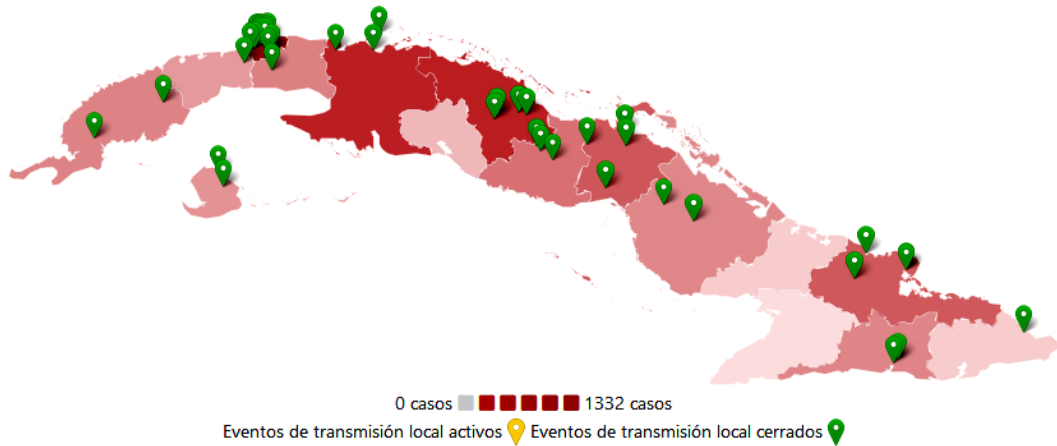 0 casos 1332 casos
Eventos de transmisión local activos Eventos de transmisión local cerrados